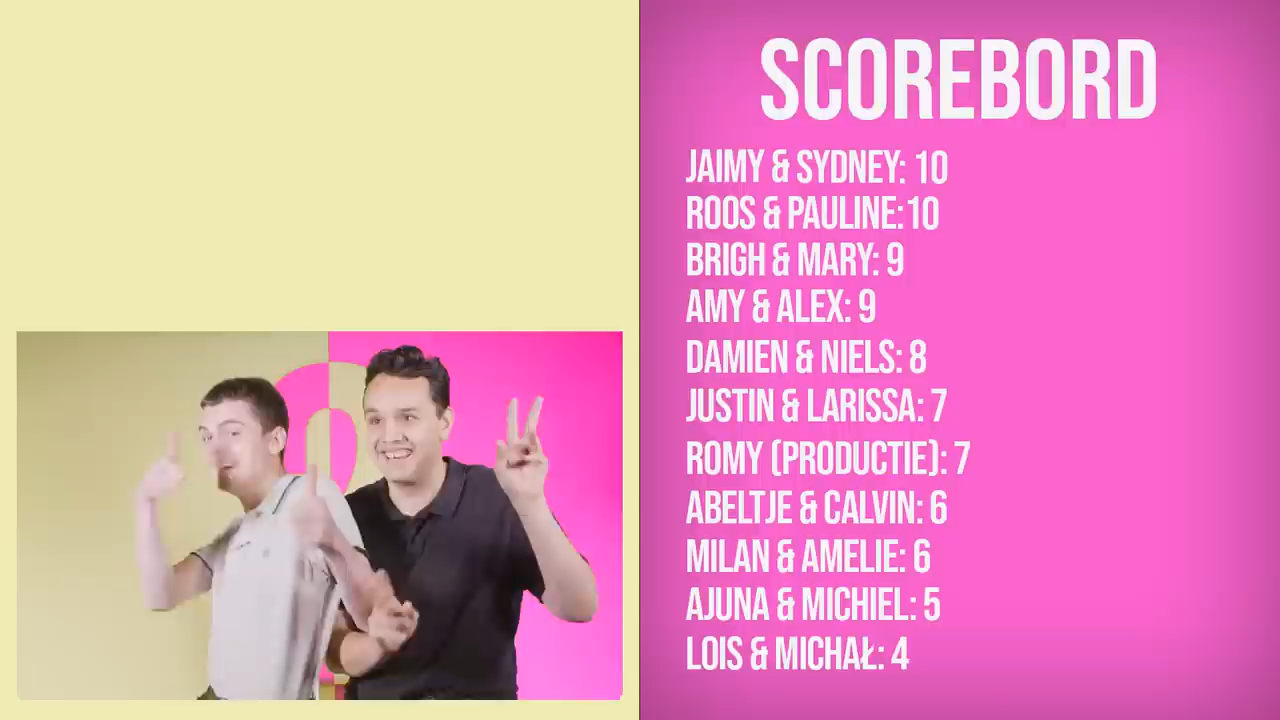 SCOREBORD
JAIMY & SYDNEY: 10
ROOS & PAULINE:10
BRIGH & MARY: 9
AMY & ALEX: 9
DAMIEN & NIELS: 8
JUSTIN & LARISSA: 7
ROMY (PRODUCTIE): 7
ABELTJE & CALVIN: 6
MILAN & AMELIE: 6
AJUNA & MICHIEL: 5
LOIS & MICHAŁ: 4